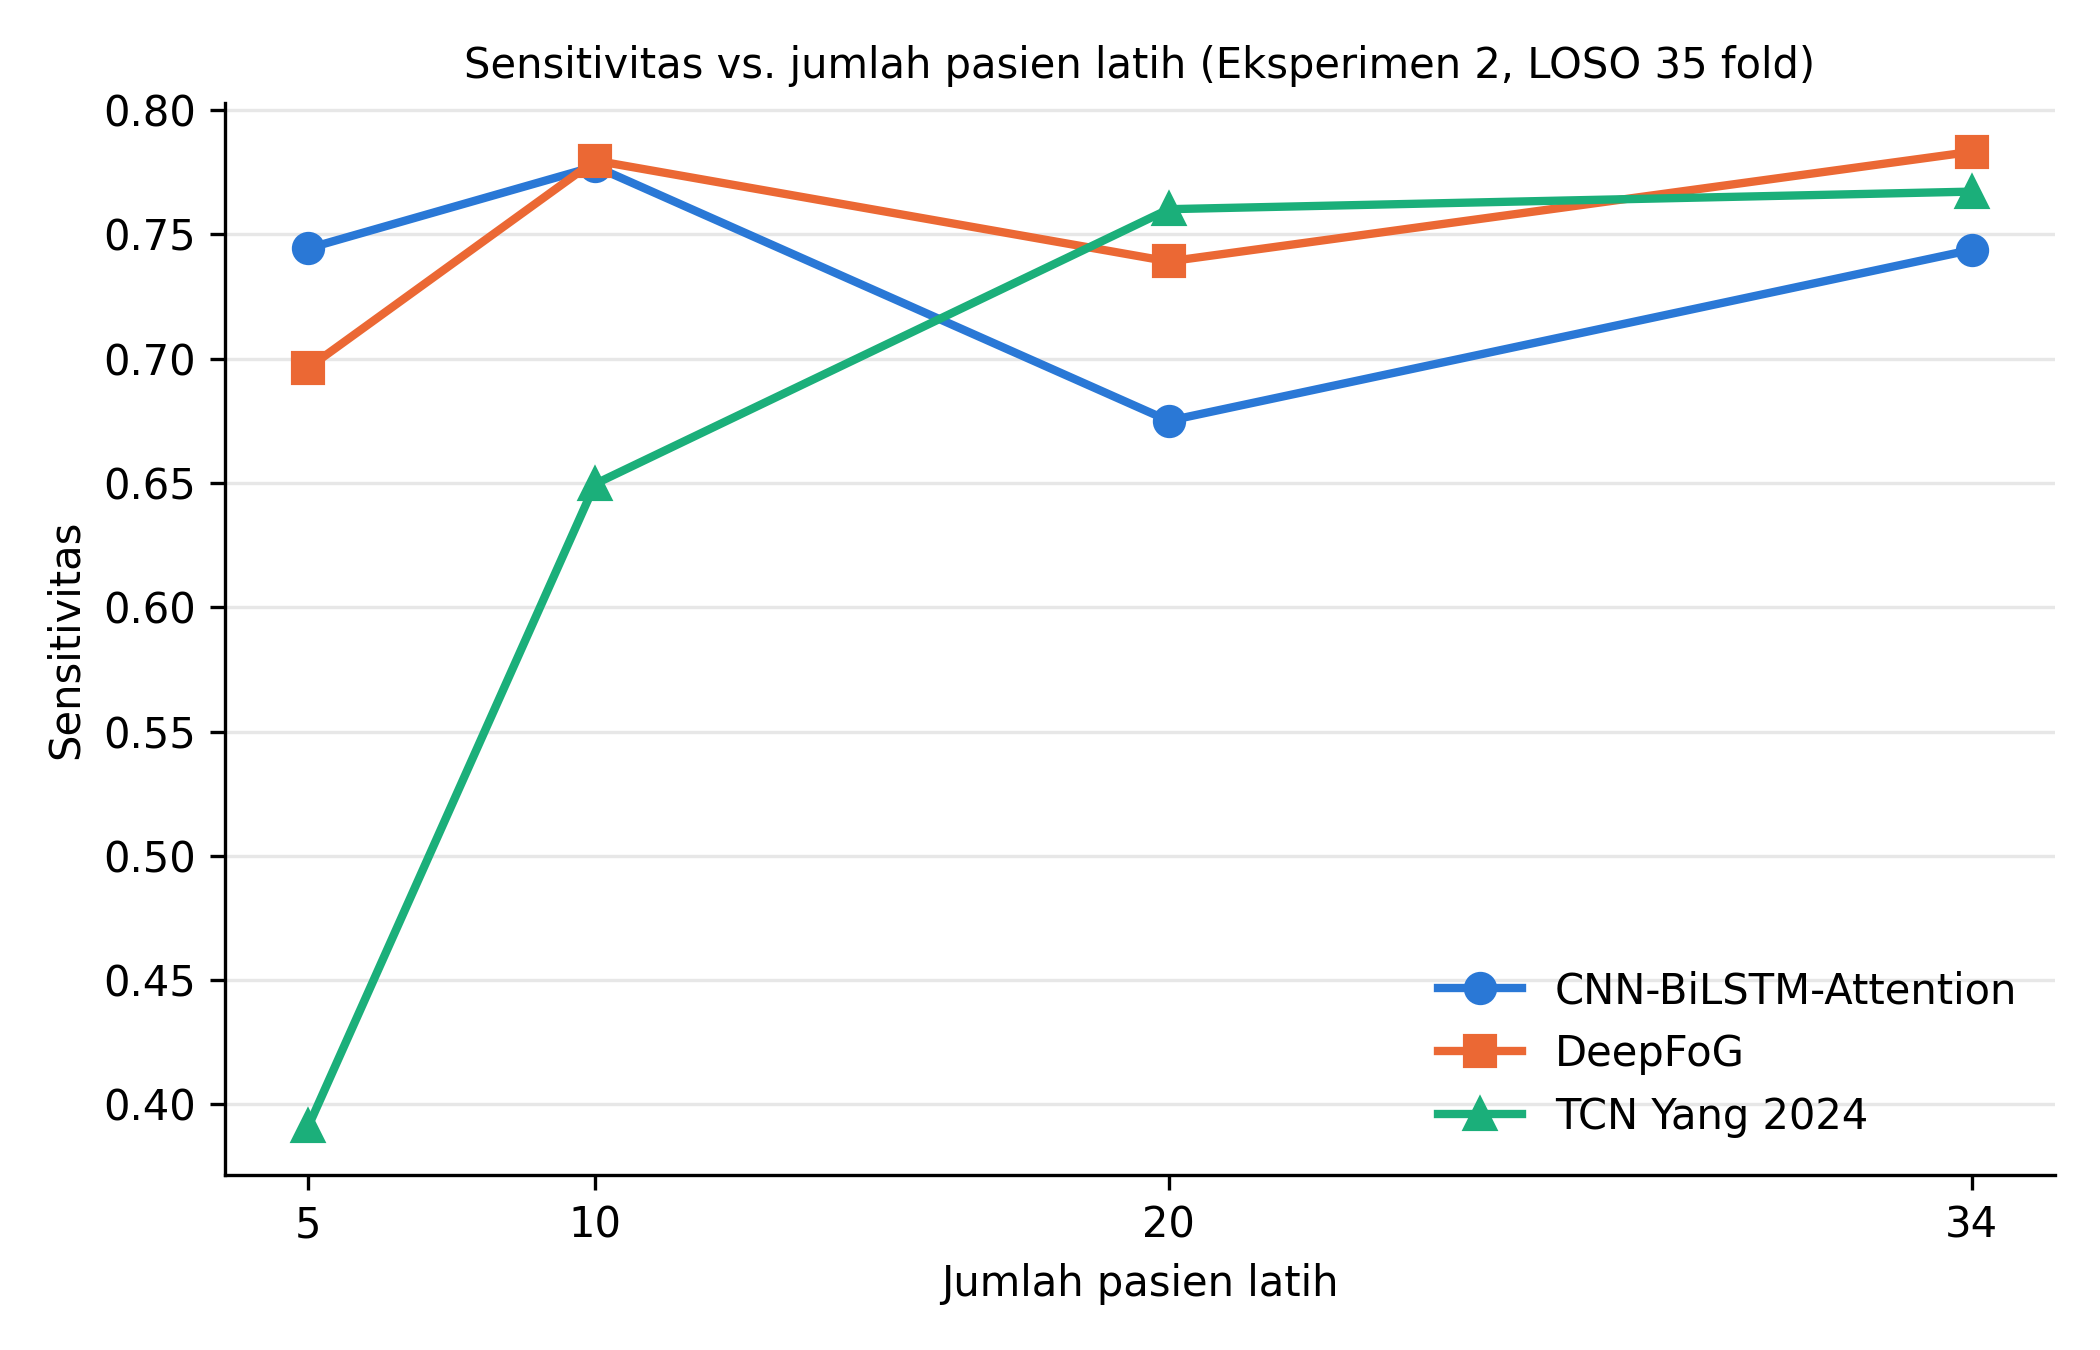 Sensitivitas vs. jumlah pasien latih (Eksperimen 2, LOSO 35 fold)
0.80
0.75
0.70
0.65
0.60
0.55
0.50
0.45
0.40
Sensitivitas
CNN-BiLSTM-Attention
DeepFoG
TCN Yang 2024
5 10 20 34
Jumlah pasien latih